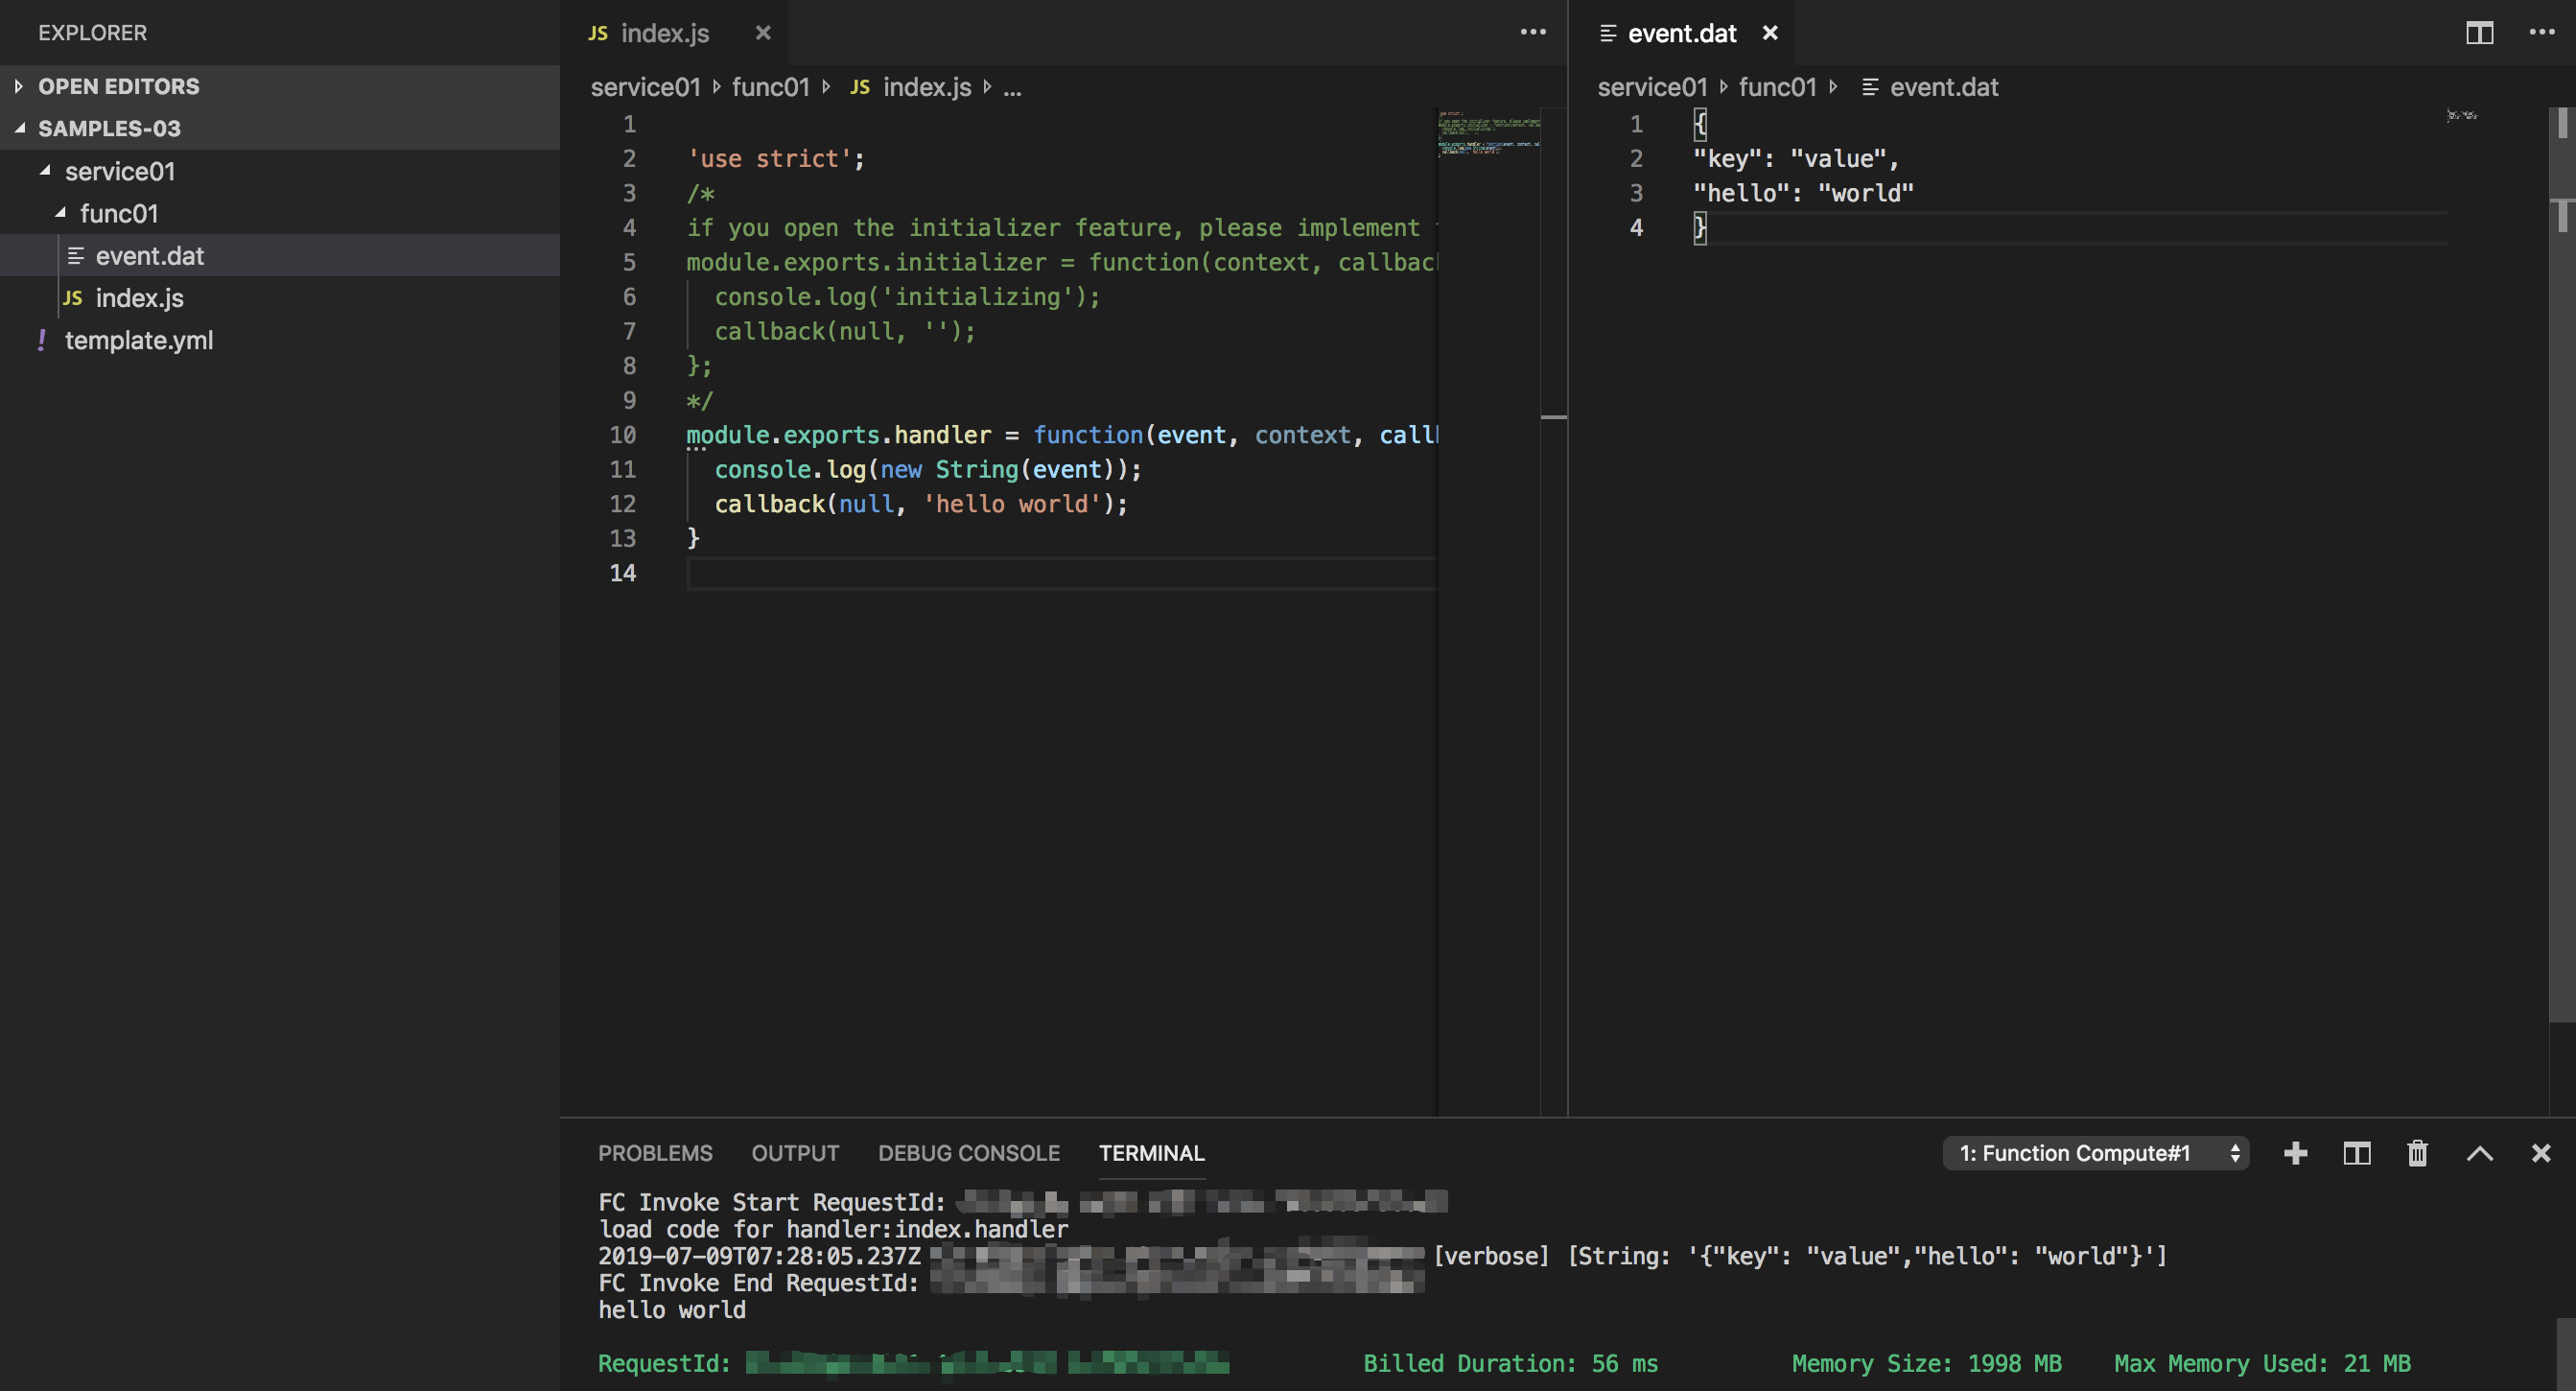 EXPLORER
OPEN EDITORS
SAMPLES-03
service01
func01
event.dat
JS index.js
! template.yml
JS index.js
service01 func01 JS index.js ...
1
2 'use strict';
3 /*
4 if you open the initializer feature, please implement
5 module.exports.initializer = function(context, callbac
6 console.log('initializing');
7 callback(null, '');
8 };
9 */
10 module.exports.handler = function(event, context, call
11 console.log(new String(event));
12 callback(null, 'hello world');
13 }
14
event.dat
service01 func01 event.dat
1 {
2 "key": "value",
3 "hello": "world"
4 }
PROBLEMS OUTPUT DEBUG CONSOLE TERMINAL 1: Function Compute#1
FC Invoke Start RequestId:
load code for handler:index.handler
2019-07-09T07:28:05.237Z [verbose] [String: '{"key": "value","hello": "world"}']
FC Invoke End RequestId:
hello world
RequestId: Billed Duration: 56 ms Memory Size: 1998 MB Max Memory Used: 21 MB